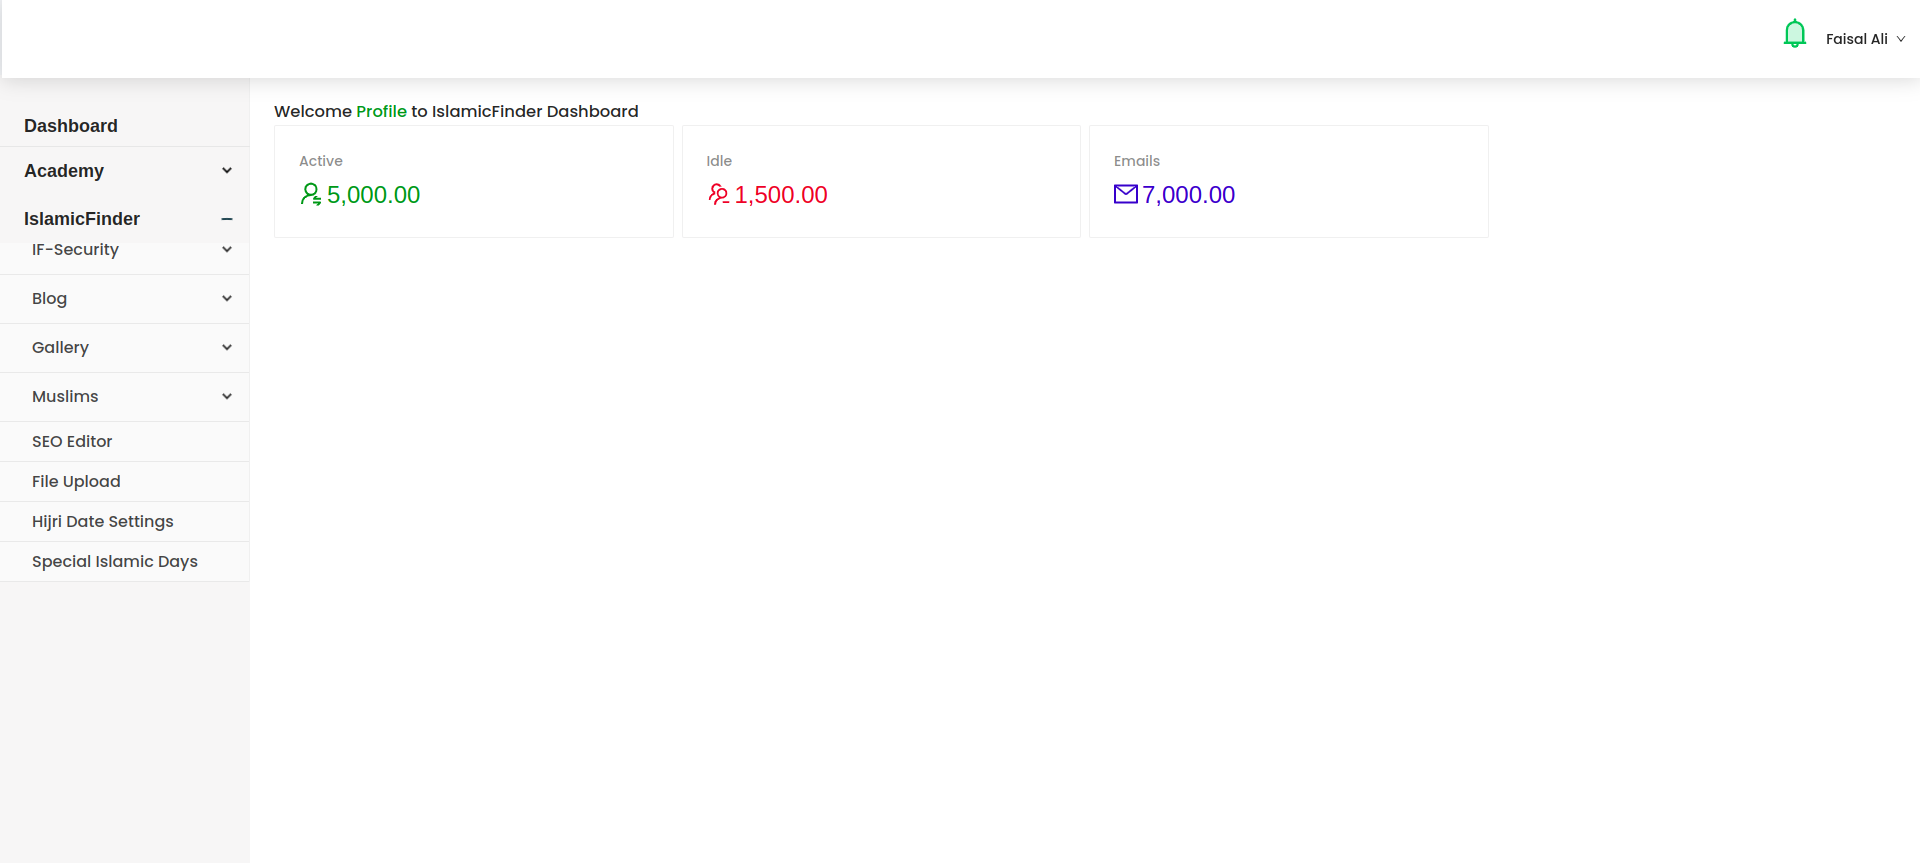 Faisal Ali
Dashboard
Academy
IslamicFinder
IF-Security
Blog
Gallery
Muslims
SEO Editor
File Upload
Hijri Date Settings
Special Islamic Days
Welcome Profile to IslamicFinder Dashboard
Active
5,000.00
Idle
1,500.00
Emails
7,000.00